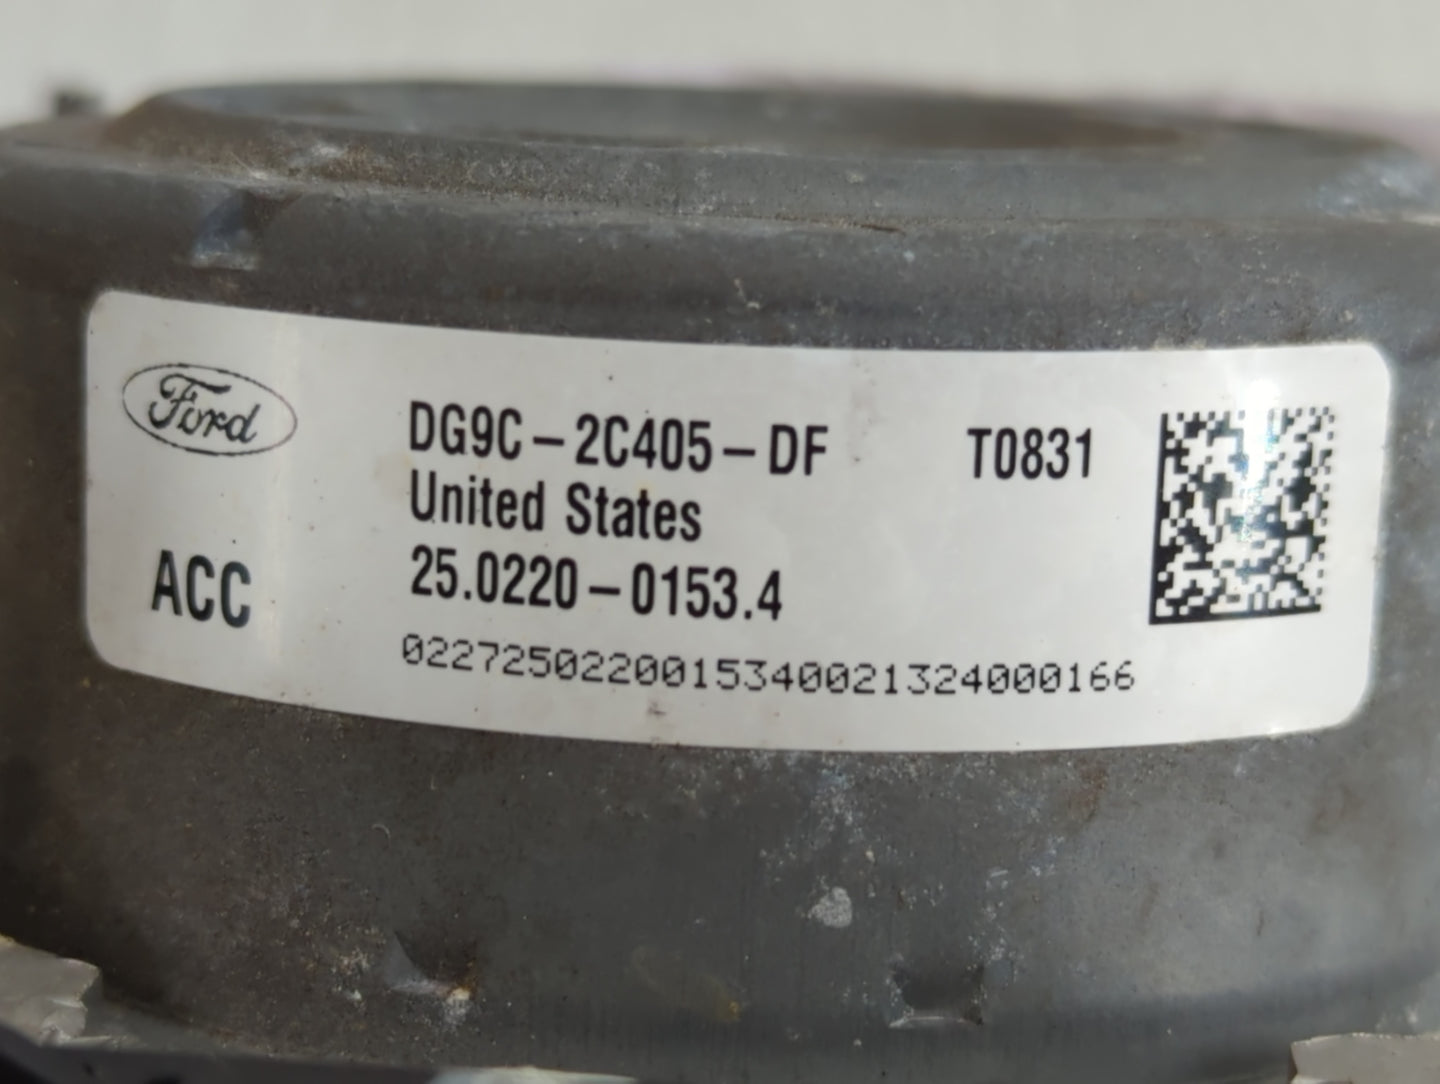 Ford
DG9C-2C405-DF T0831
United States
25.0220-0153.4
ACC
0227250220015340021324000166